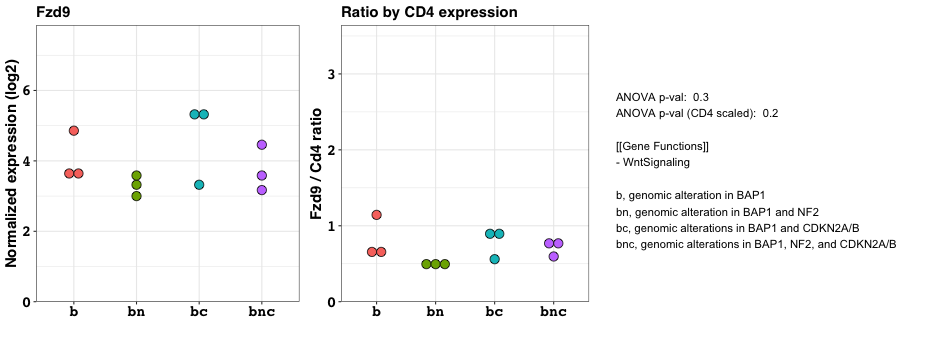 Fzd9
Normalized expression (log2)
6
4
2
0
b
bn
bc
bnc
Ratio by CD4 expression
Fzd9 / Cd4 ratio
3
2
1
0
b
bn
bc
bnc
ANOVA p-val:  0.3
ANOVA p-val (CD4 scaled):  0.2
[[Gene Functions]]
- WntSignaling
b, genomic alteration in BAP1
bn, genomic alteration in BAP1 and NF2
bc, genomic alterations in BAP1 and CDKN2A/B
bnc, genomic alterations in BAP1, NF2, and CDKN2A/B